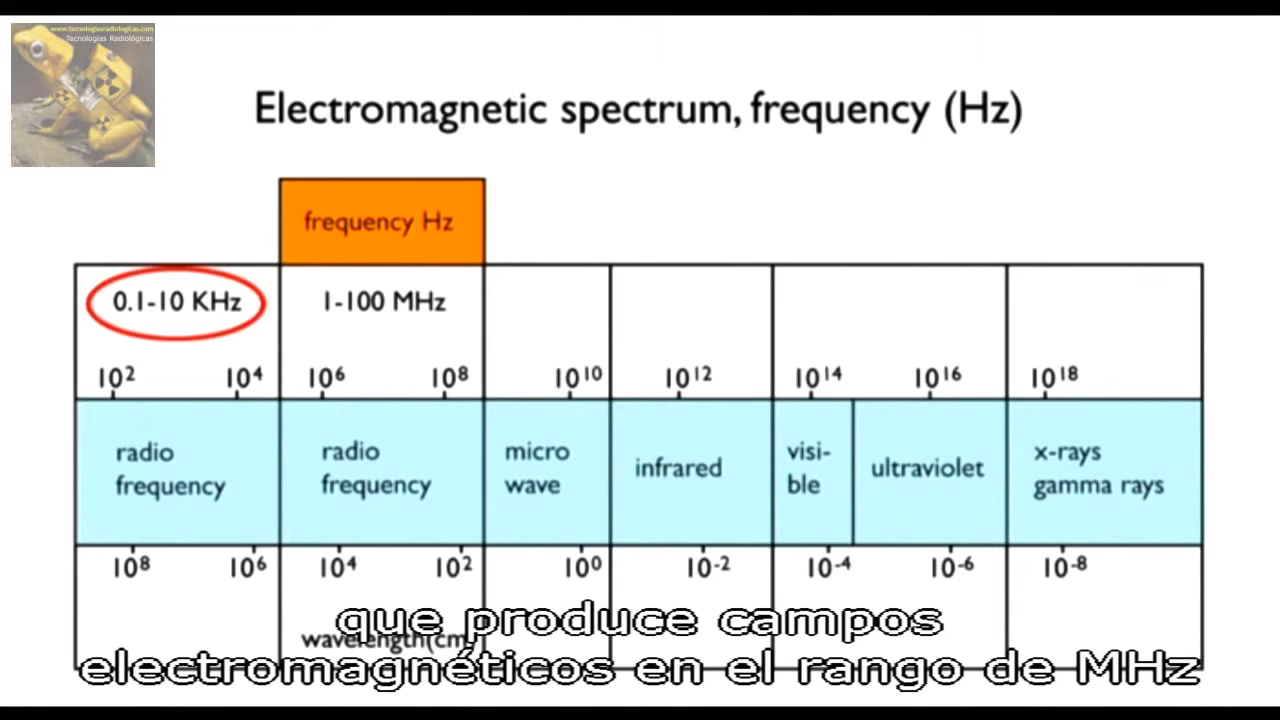 www.tecnologiasradiologicas.com
Tecnologías Radiológicas
Electromagnetic spectrum, frequency (Hz)
frequency Hz
0.1-10 KHz 1-100 MHz
10² 10⁴ 10⁶ 10⁸ 10¹⁰ 10¹² 10¹⁴ 10¹⁶ 10¹⁸
radio frequency
radio frequency
micro wave
infrared
visi-
ble
ultraviolet
x-rays
gamma rays
10⁸ 10⁶ 10⁴ 10² 10⁰ 10⁻² 10⁻⁴ 10⁻⁶ 10⁻⁸
wavelength(cm)
que produce campos
electromagnéticos en el rango de MHz